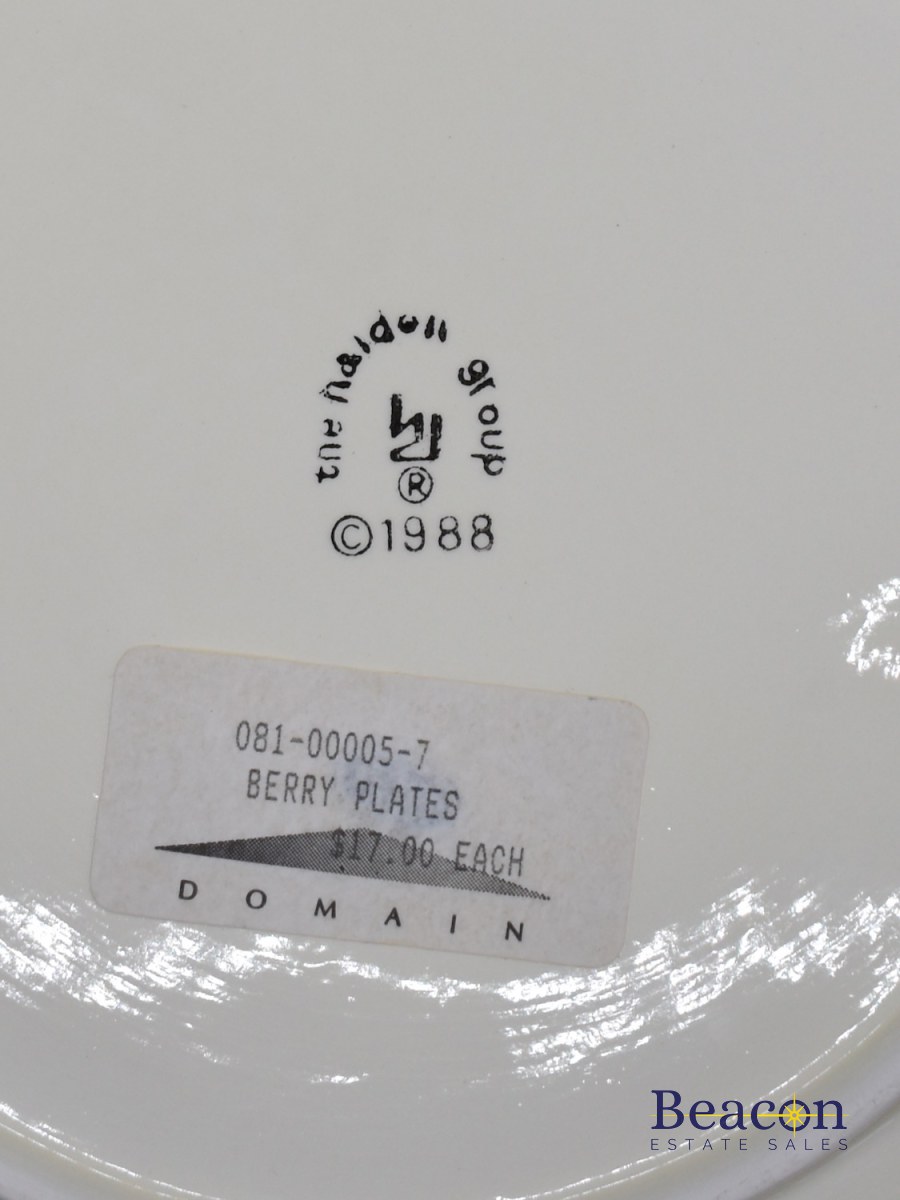 the haldon group
®
©1988
081-00005-7
BERRY PLATES
$17.00 EACH
DOMAIN
Beacon
ESTATE SALES